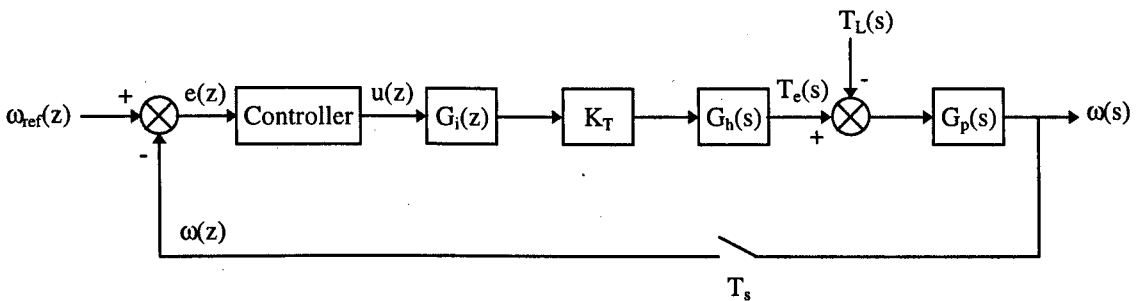 T_L(s)
-
+
e(z)
u(z)
T_e(s)
ω_ref(z)
Controller
G_i(z)
K_T
G_h(s)
+
G_p(s)
ω(s)
-
ω(z)
T_s